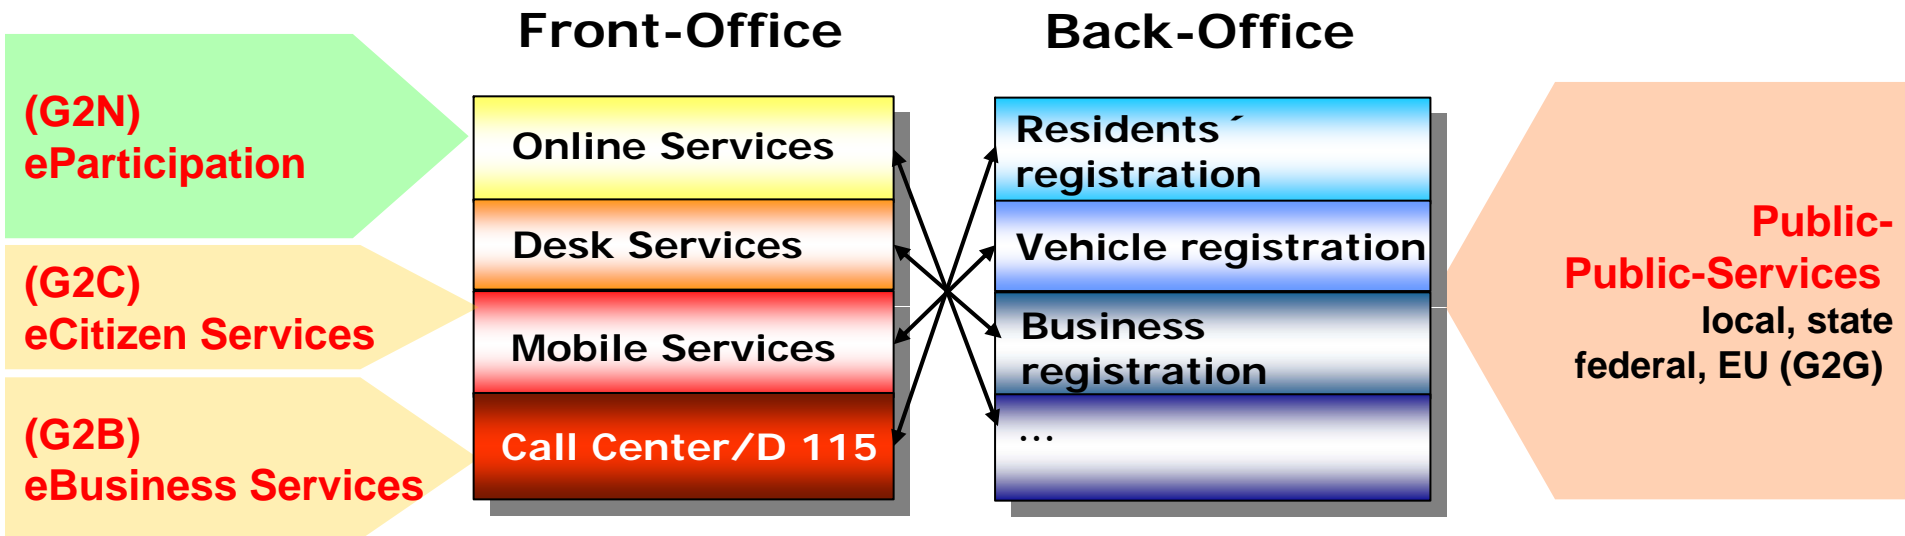 Front-Office
Back-Office
(G2N)
eParticipation
(G2C)
eCitizen Services
(G2B)
eBusiness Services
Online Services
Desk Services
Mobile Services
Call Center/D 115
Residents´
registration
Vehicle registration
Business
registration
...
Public-
Public-Services
local, state
federal, EU (G2G)